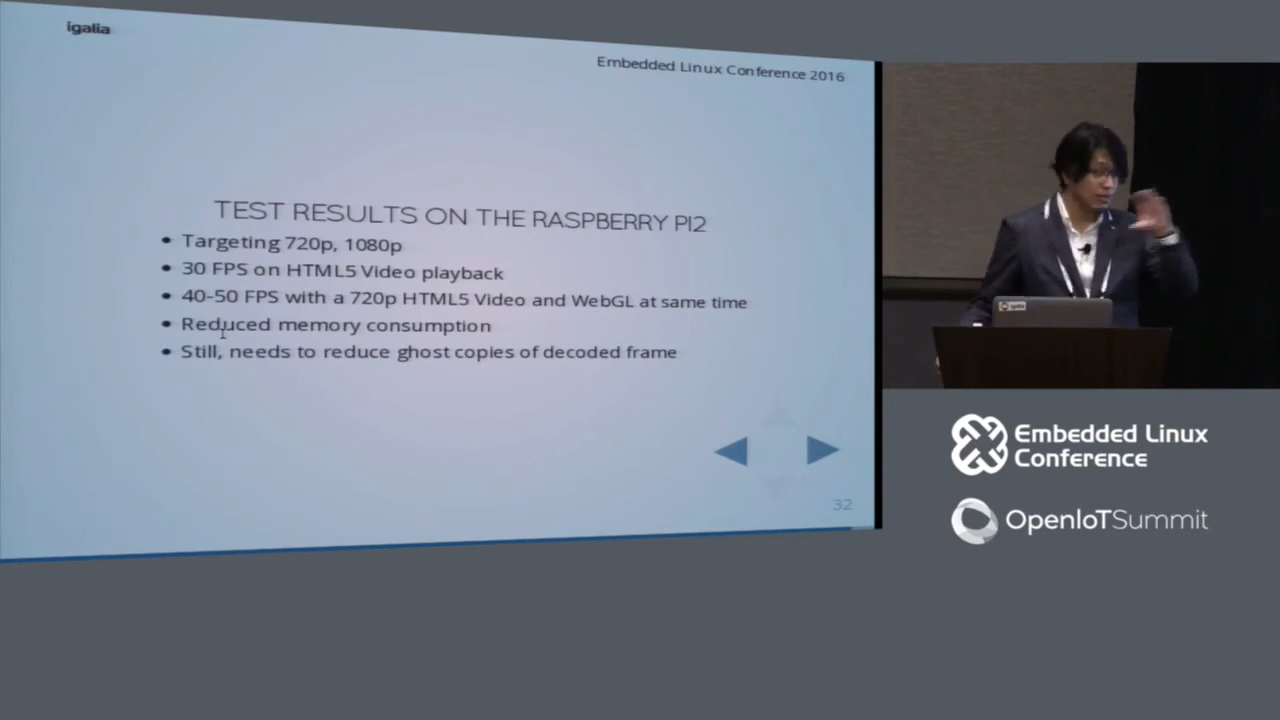 igalia
Embedded Linux Conference 2016
TEST RESULTS ON THE RASPBERRY PI2
• Targeting 720p, 1080p
• 30 FPS on HTML5 Video playback
• 40-50 FPS with a 720p HTML5 Video and WebGL at same time
• Reduced memory consumption
• Still, needs to reduce ghost copies of decoded frame
32
Embedded Linux
Conference
OpenIoTSummit